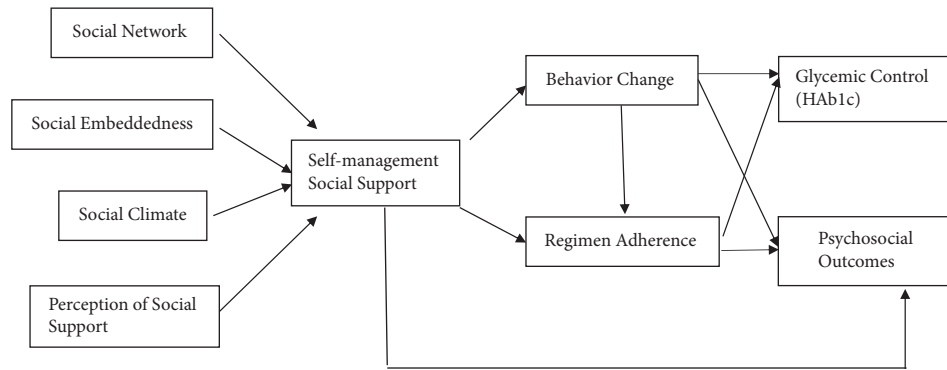 Social Network
Social Embeddedness
Social Climate
Perception of Social
Support
Self-management
Social Support
Behavior Change
Regimen Adherence
Glycemic Control
(HAb1c)
Psychosocial
Outcomes